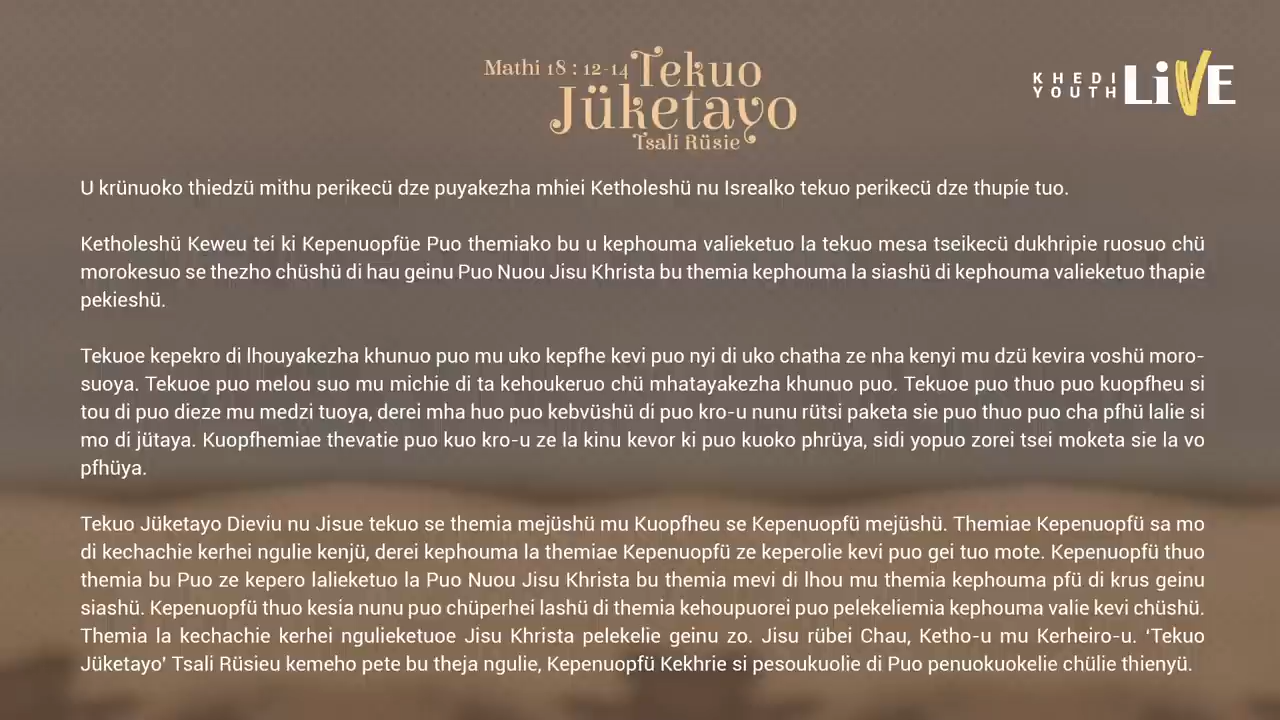 Mathi 18 : 12-14 Tekuo
Jüketayo
Tsali Rüsie
KHEDI
YOUTH LiVE
U krünuoko thiedzü mithu perikecü dze puyakezha mhiei Ketholeshü nu Isrealko tekuo perikecü dze thupie tuo.
Ketholeshü Keweu tei ki Kepenuopfüe Puo themiako bu u kephouma valieketuo la tekuo mesa tseikecü dukhripie ruosuo chü
morokesuo se thezho chüshü di hau geinu Puo Nuou Jisu Khrista bu themia kephouma la siashü di kephouma valieketuo thapie
pekieshü.
Tekuoe kepekro di lhouyakezha khunuo puo mu uko kepfhe kevi puo nyi di uko chatha ze nha kenyi mu dzü kevira voshü moro-
suoya. Tekuoe puo melou suo mu michie di ta kehoukeruo chü mhatayakezha khunuo puo. Tekuoe puo thuo puo kuopfheu si
tou di puo dieze mu medzi tuoya, derei mha huo puo kebvüshü di puo kro-u nunu rütsi paketa sie puo thuo puo cha pfhü lalie si
mo di jütaya. Kuopfhemiae thevatie puo kuo kro-u ze la kinu kevor ki puo kuoko phrüya, sidi yopuo zorei tsei moketa sie la vo
pfhüya.
Tekuo Jüketayo Dieviu nu Jisue tekuo se themia mejüshü mu Kuopfheu se Kepenuopfü mejüshü. Themiae Kepenuopfü sa mo
di kechachie kerhei ngulie kenjü, derei kephouma la themiae Kepenuopfü ze keperolie kevi puo gei tuo mote. Kepenuopfü thuo
themia bu Puo ze kepero lalieketuo la Puo Nuou Jisu Khrista bu themia mevi di lhou mu themia kephouma pfü di krus geinu
siashü. Kepenuopfü thuo kesia nunu puo chüperhei lashü di themia kehoupuorei puo pelekeliemia kephouma valie kevi chüshü.
Themia la kechachie kerhei ngulieketuoe Jisu Khrista pelekelie geinu zo. Jisu rübei Chau, Ketho-u mu Kerheiro-u. ‘Tekuo
Jüketayo’ Tsali Rüsieu kemeho pete bu theja ngulie, Kepenuopfü Kekhrie si pesoukuolie di Puo penuokuokelie chülie thienyü.